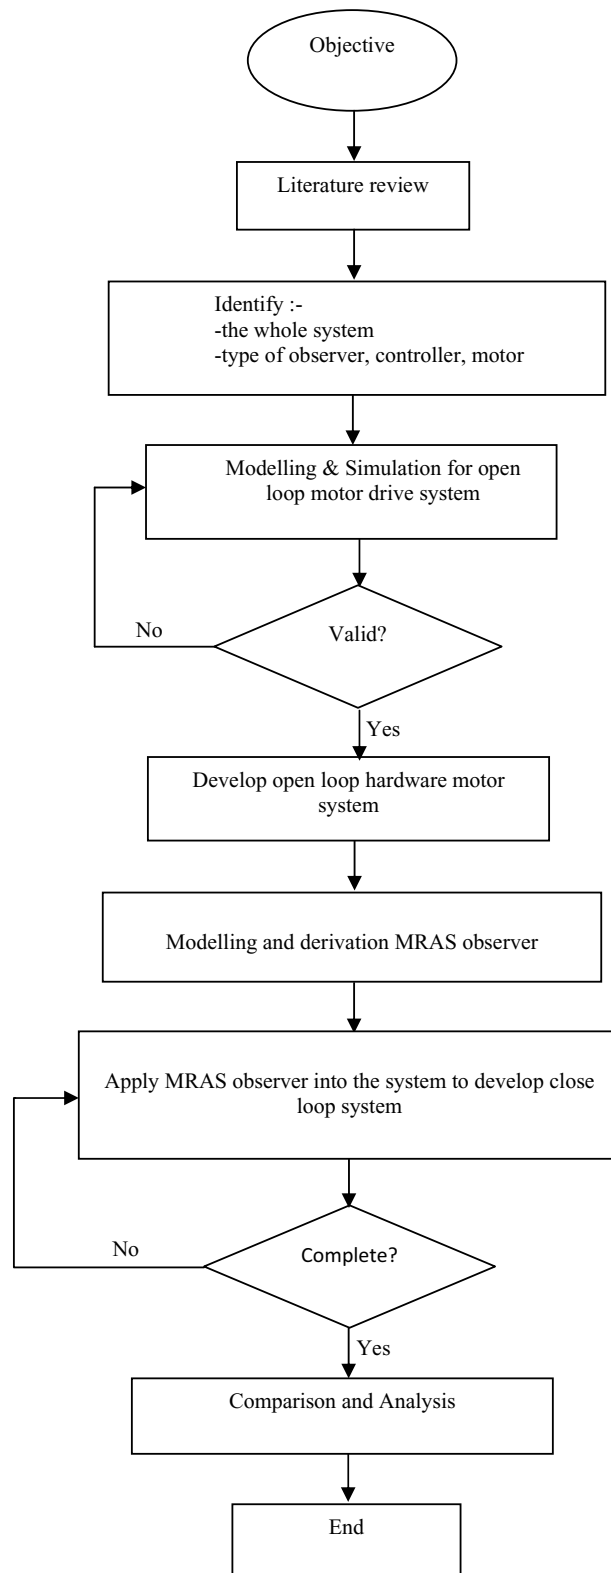 Objective
Literature review
Identify :-
-the whole system
-type of observer, controller, motor
Modelling & Simulation for open
loop motor drive system
No
Valid?
Yes
Develop open loop hardware motor
system
Modelling and derivation MRAS observer
Apply MRAS observer into the system to develop close
loop system
No
Complete?
Yes
Comparison and Analysis
End